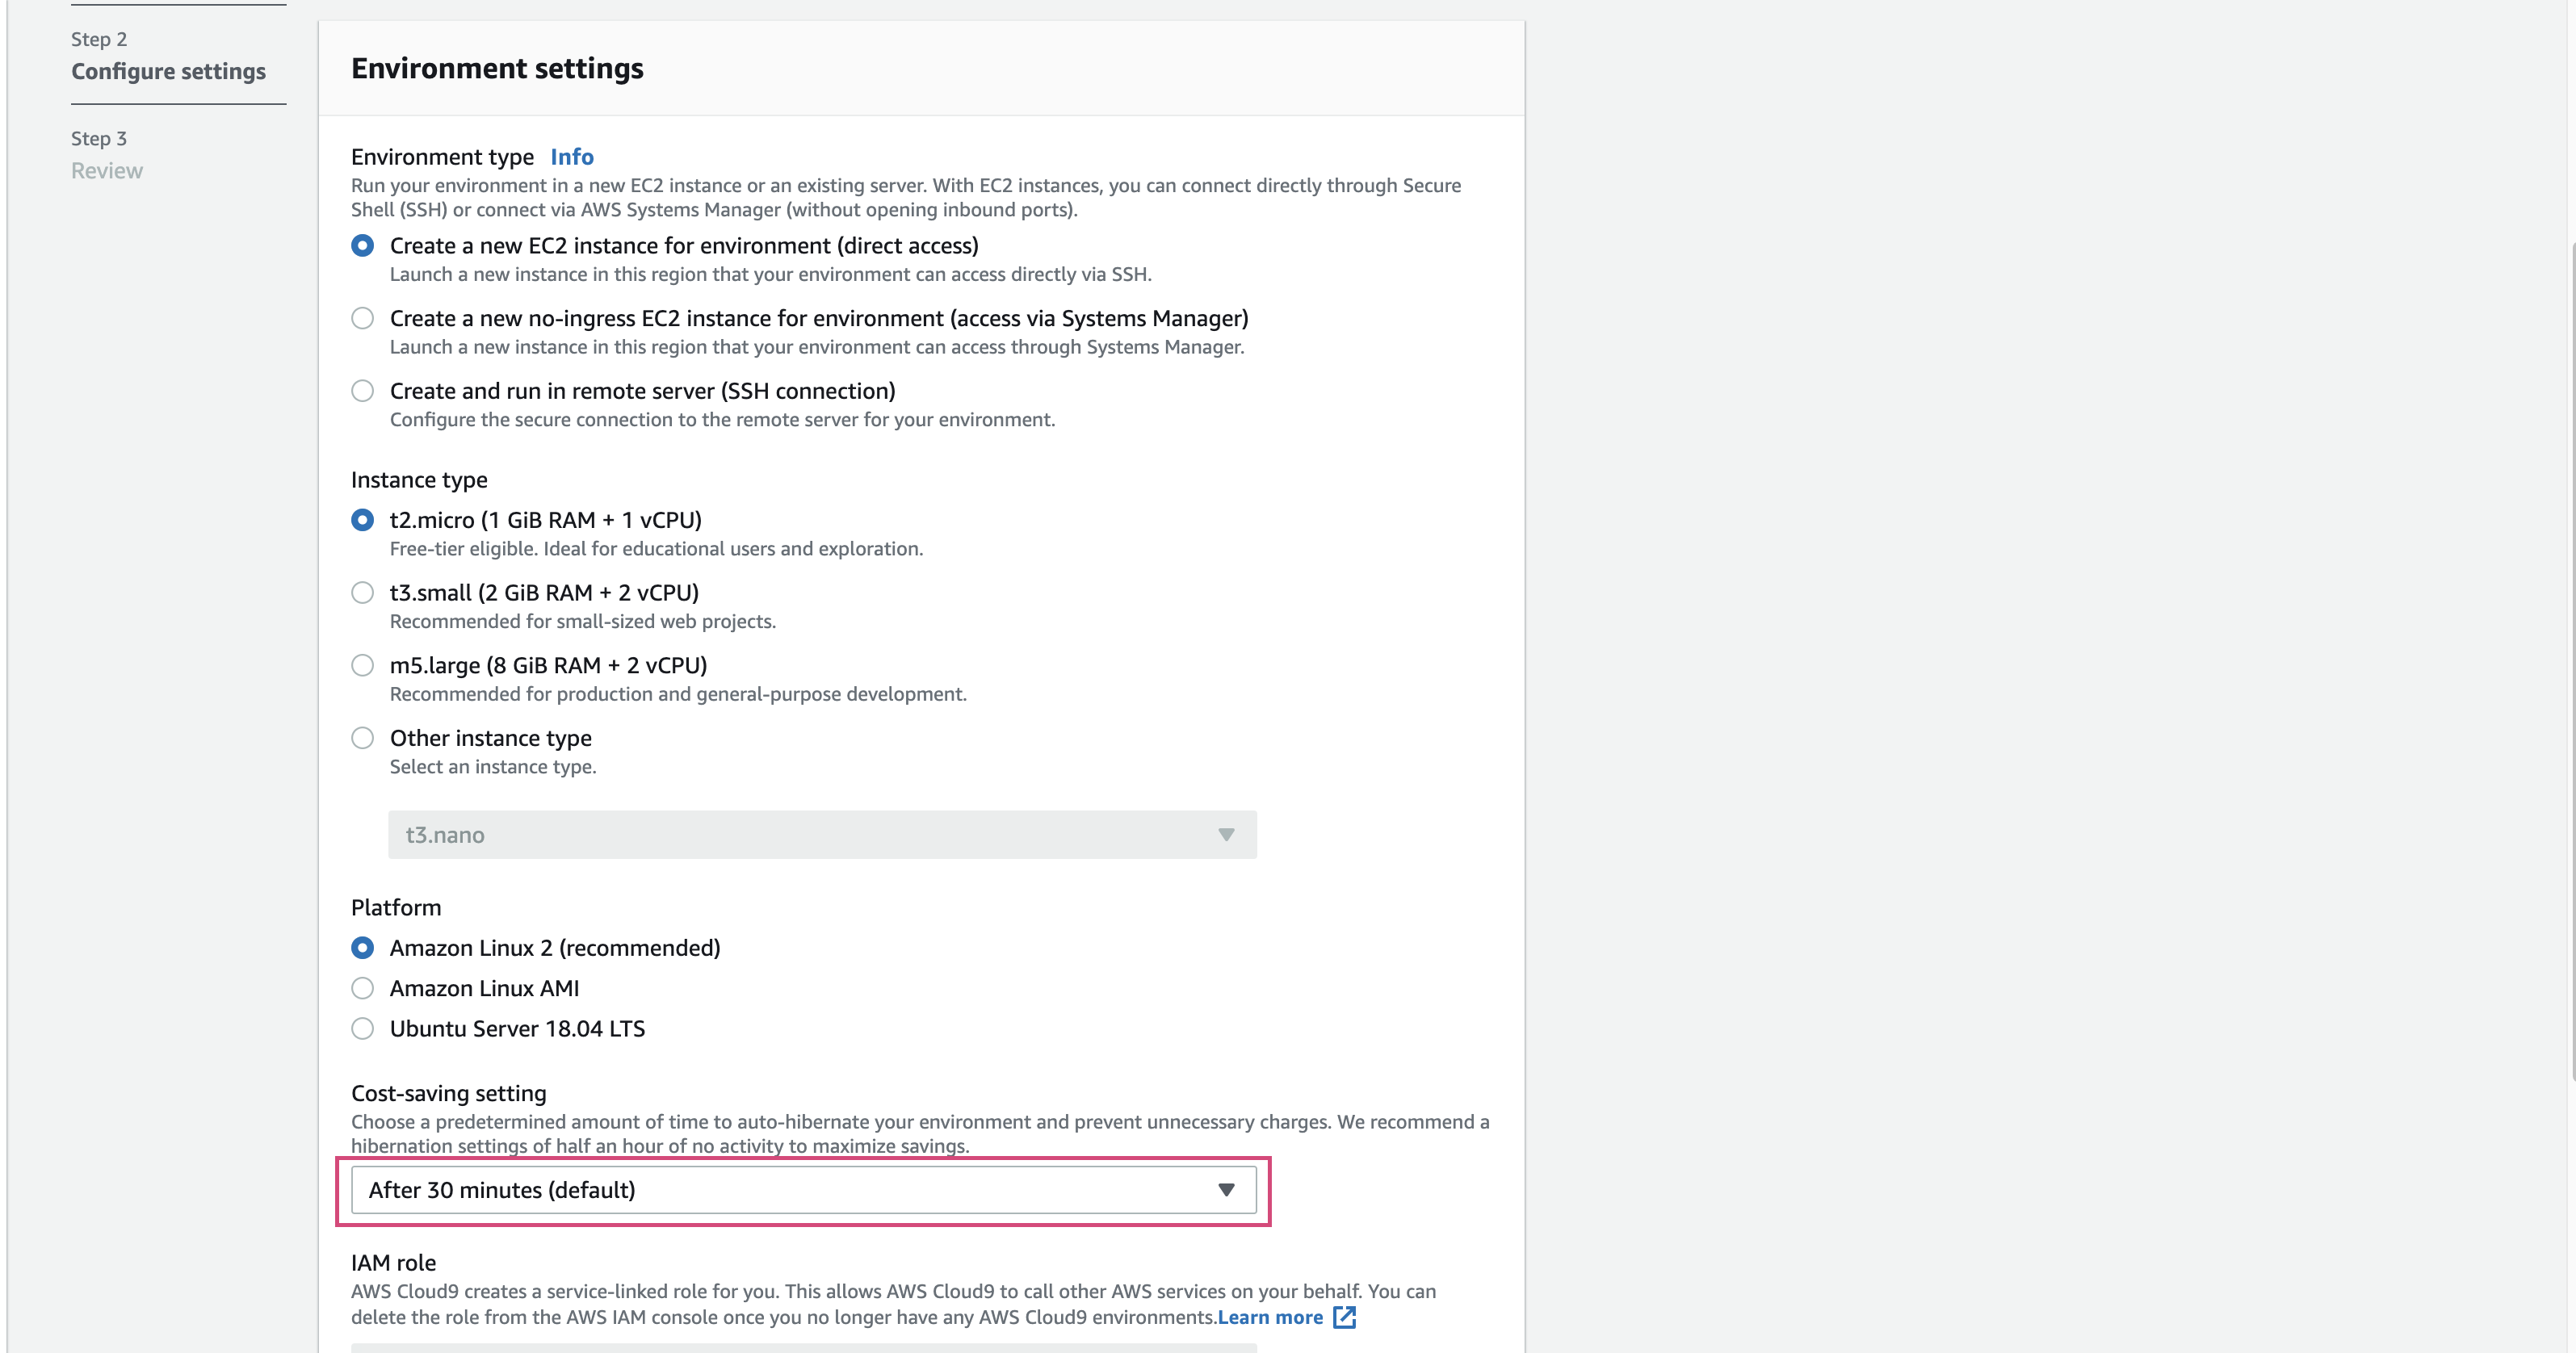 Step 2
Configure settings
Step 3
Review
Environment settings
Environment type Info
Run your environment in a new EC2 instance or an existing server. With EC2 instances, you can connect directly through Secure
Shell (SSH) or connect via AWS Systems Manager (without opening inbound ports).
Create a new EC2 instance for environment (direct access)
Launch a new instance in this region that your environment can access directly via SSH.
Create a new no-ingress EC2 instance for environment (access via Systems Manager)
Launch a new instance in this region that your environment can access through Systems Manager.
Create and run in remote server (SSH connection)
Configure the secure connection to the remote server for your environment.
Instance type
t2.micro (1 GiB RAM + 1 vCPU)
Free-tier eligible. Ideal for educational users and exploration.
t3.small (2 GiB RAM + 2 vCPU)
Recommended for small-sized web projects.
m5.large (8 GiB RAM + 2 vCPU)
Recommended for production and general-purpose development.
Other instance type
Select an instance type.
t3.nano
Platform
Amazon Linux 2 (recommended)
Amazon Linux AMI
Ubuntu Server 18.04 LTS
Cost-saving setting
Choose a predetermined amount of time to auto-hibernate your environment and prevent unnecessary charges. We recommend a
hibernation settings of half an hour of no activity to maximize savings.
After 30 minutes (default)
IAM role
AWS Cloud9 creates a service-linked role for you. This allows AWS Cloud9 to call other AWS services on your behalf. You can
delete the role from the AWS IAM console once you no longer have any AWS Cloud9 environments.Learn more